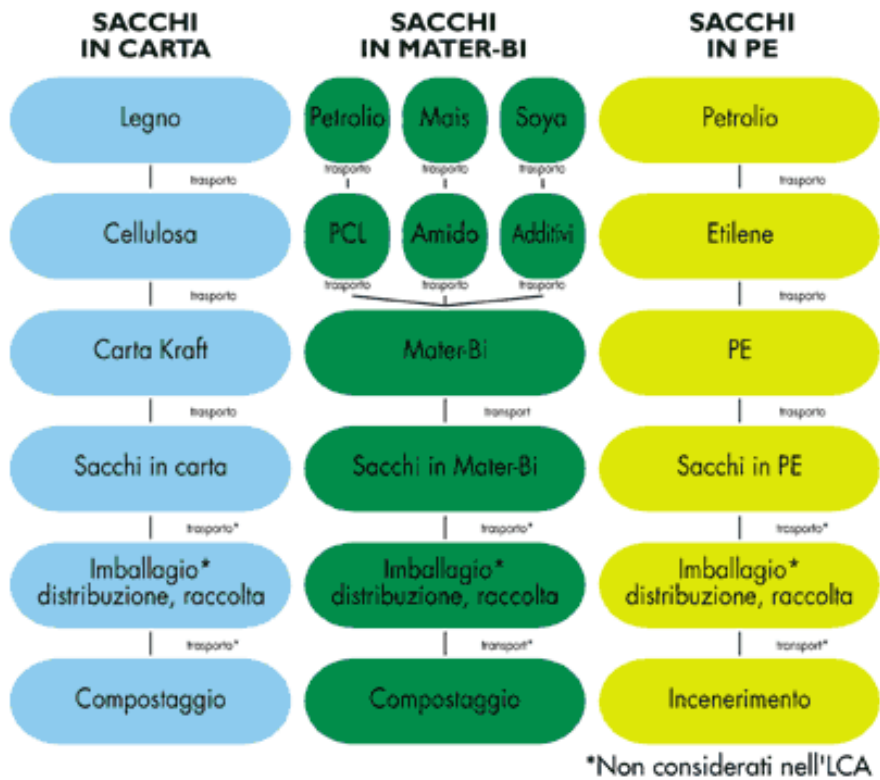 SACCHI
IN CARTA
Legno
trasporto
Cellulosa
trasporto
Carta Kraft
trasporto
Sacchi in carta
trasporto*
Imballagio*
distribuzione, raccolta
trasporto*
Compostaggio
SACCHI
IN MATER-BI
Petrolio Mais Soya
trasporto trasporto trasporto
PCL Amido Additivi
trasporto trasporto trasporto
Mater-Bi
transport
Sacchi in Mater-Bi
trasporto*
Imballagio*
distribuzione, raccolta
transport*
Compostaggio
SACCHI
IN PE
Petrolio
trasporto
Etilene
trasporto
PE
trasporto
Sacchi in PE
trasporto*
Imballagio*
distribuzione, raccolta
transport*
Incenerimento
*Non considerati nell'LCA